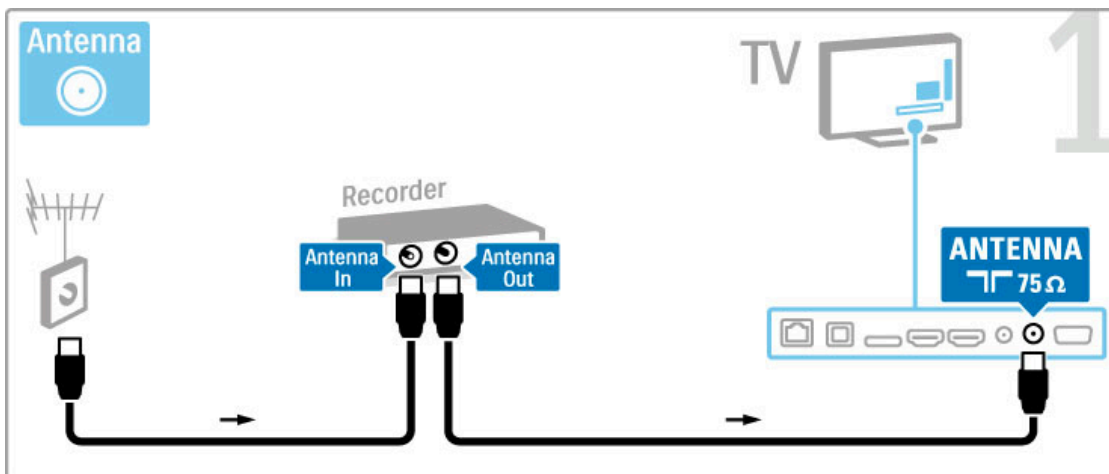 Antenna
TV
1
Recorder
Antenna
In
Antenna
Out
ANTENNA
75 Ω